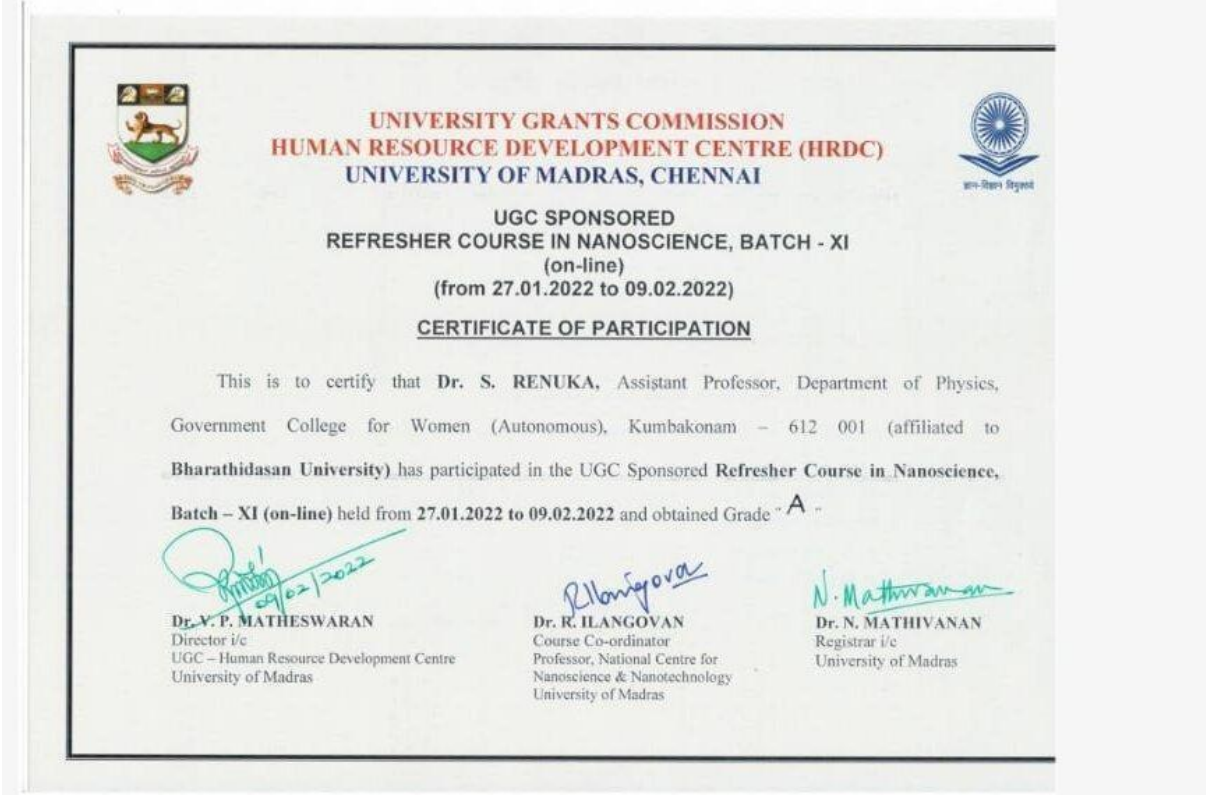 UNIVERSITY GRANTS COMMISSION
HUMAN RESOURCE DEVELOPMENT CENTRE (HRDC)
UNIVERSITY OF MADRAS, CHENNAI
ज्ञान-विज्ञान विमुक्तये
UGC SPONSORED
REFRESHER COURSE IN NANOSCIENCE, BATCH - XI
(on-line)
(from 27.01.2022 to 09.02.2022)
CERTIFICATE OF PARTICIPATION
This is to certify that Dr. S. RENUKA, Assistant Professor, Department of Physics,
Government College for Women (Autonomous), Kumbakonam – 612 001 (affiliated to
Bharathidasan University) has participated in the UGC Sponsored Refresher Course in Nanoscience,
Batch – XI (on-line) held from 27.01.2022 to 09.02.2022 and obtained Grade " A "
09/02/2022
R Ilangova
N. Mathivanan
Dr. V. P. MATHESWARAN
Director i/c
UGC – Human Resource Development Centre
University of Madras
Dr. R. ILANGOVAN
Course Co-ordinator
Professor, National Centre for
Nanoscience & Nanotechnology
University of Madras
Dr. N. MATHIVANAN
Registrar i/c
University of Madras